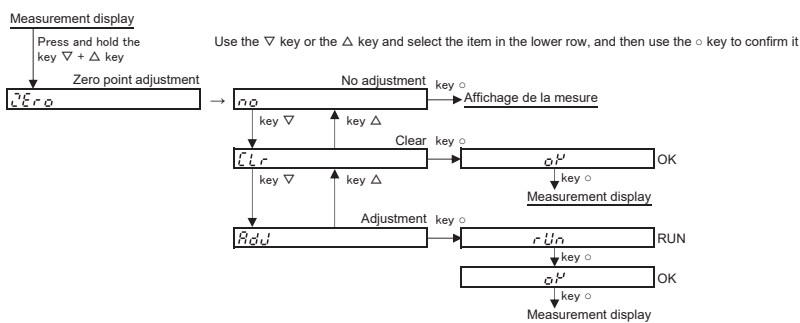 Measurement display
Press and hold the
key ▽ + △ key
Use the ▽ key or the △ key and select the item in the lower row, and then use the ○ key to confirm it
Zero point adjustment
ZEro
→
No adjustment
no
key ○
Affichage de la mesure
key ▽
key △
Clear
CLr
key ○
oK
OK
key ▽
key △
key ○
Measurement display
Adjustment
AdJ
key ○
rUn
RUN
key ○
oK
OK
key ○
Measurement display